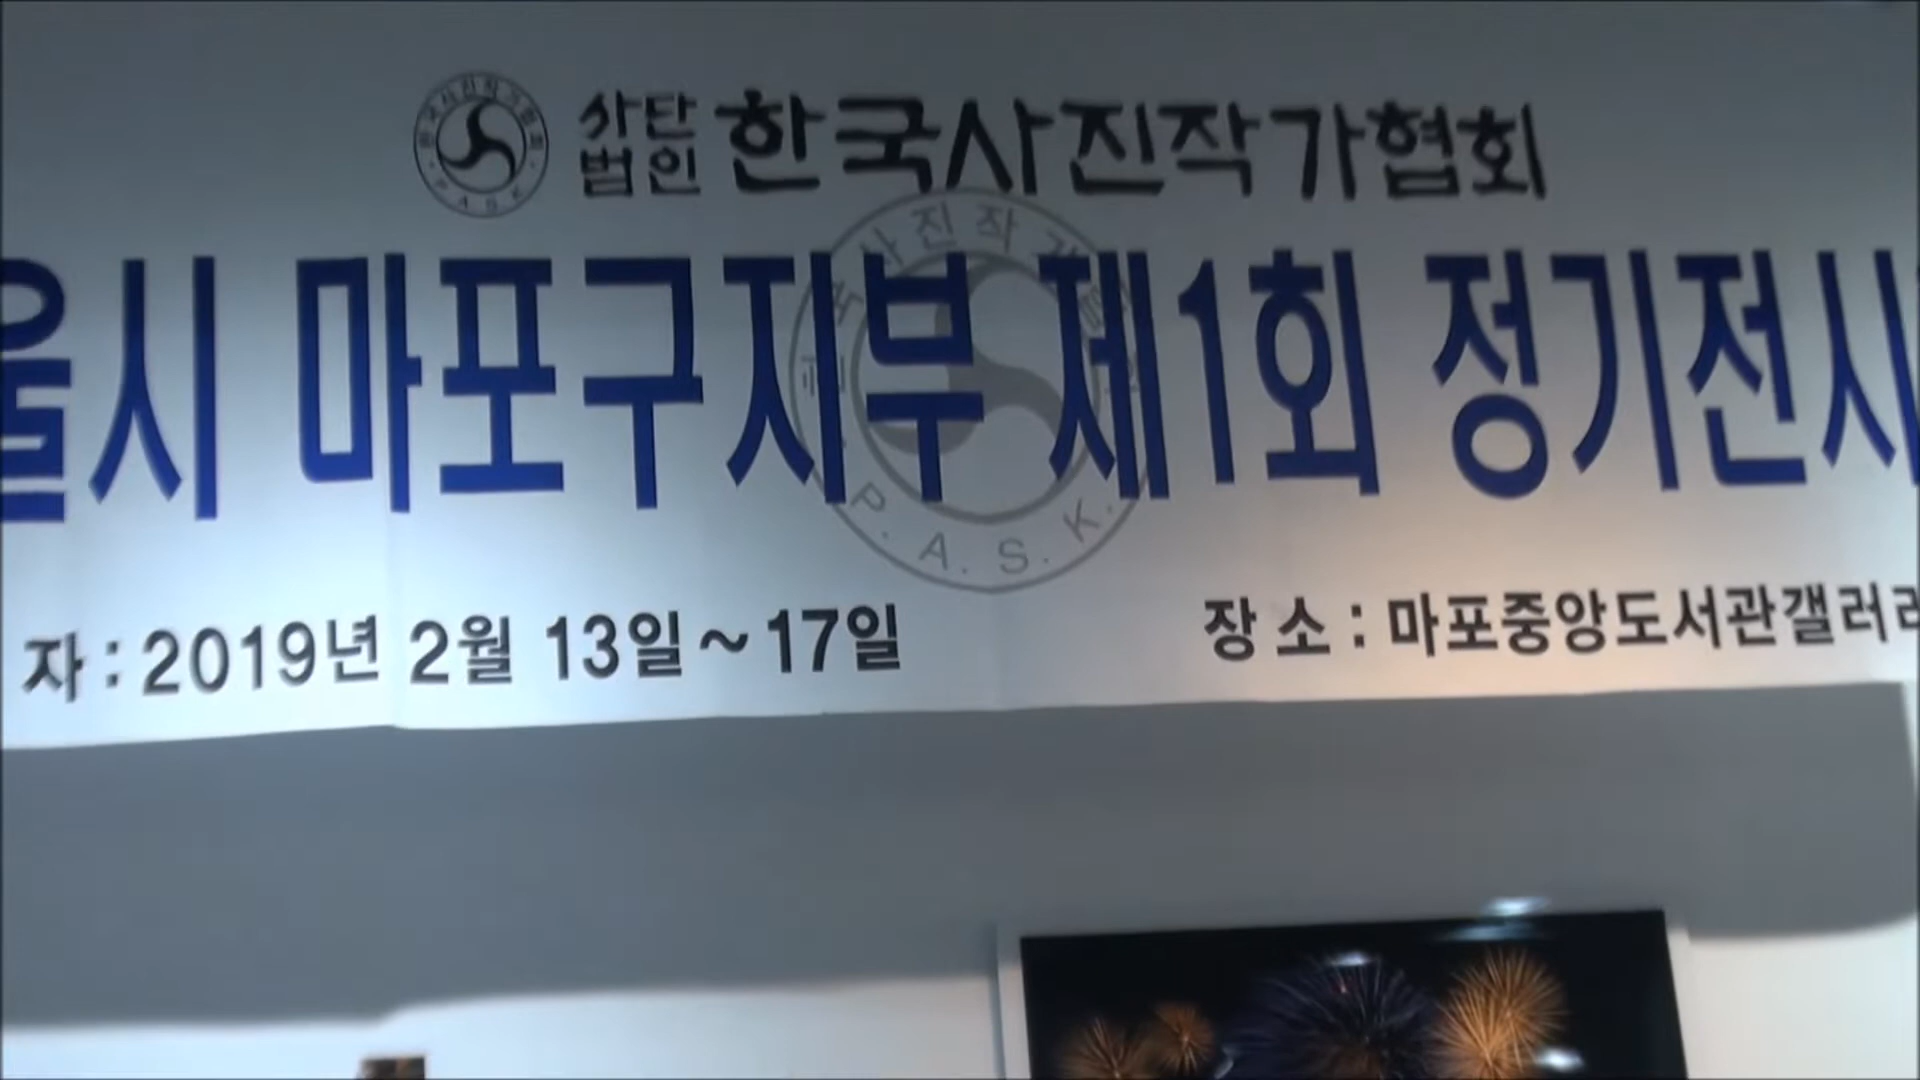 사단법인 한국사진작가협회
울시 마포구지부 제1회 정기전시
자 : 2019년 2월 13일~17일
장 소 : 마포중앙도서관갤러리
P.A.S.K.